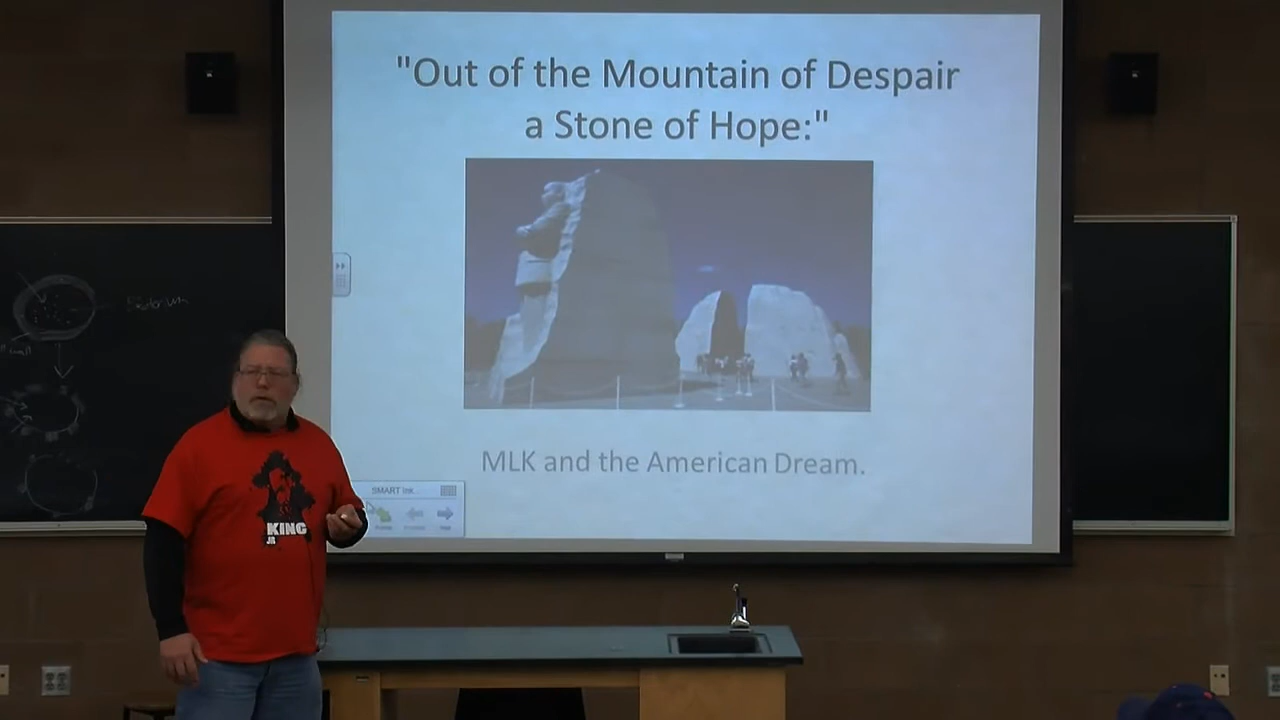 "Out of the Mountain of Despair
a Stone of Hope:"
MLK and the American Dream.
SMART Ink...
KING
JR